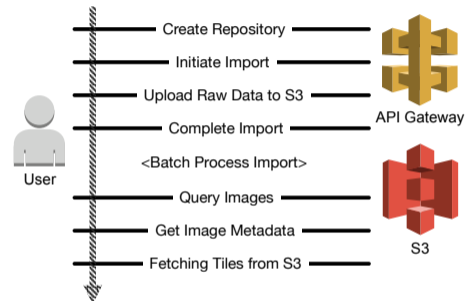 Create Repository
Initiate Import
Upload Raw Data to S3
API Gateway
Complete Import
<Batch Process Import>
User
Query Images
Get Image Metadata
S3
Fetching Tiles from S3